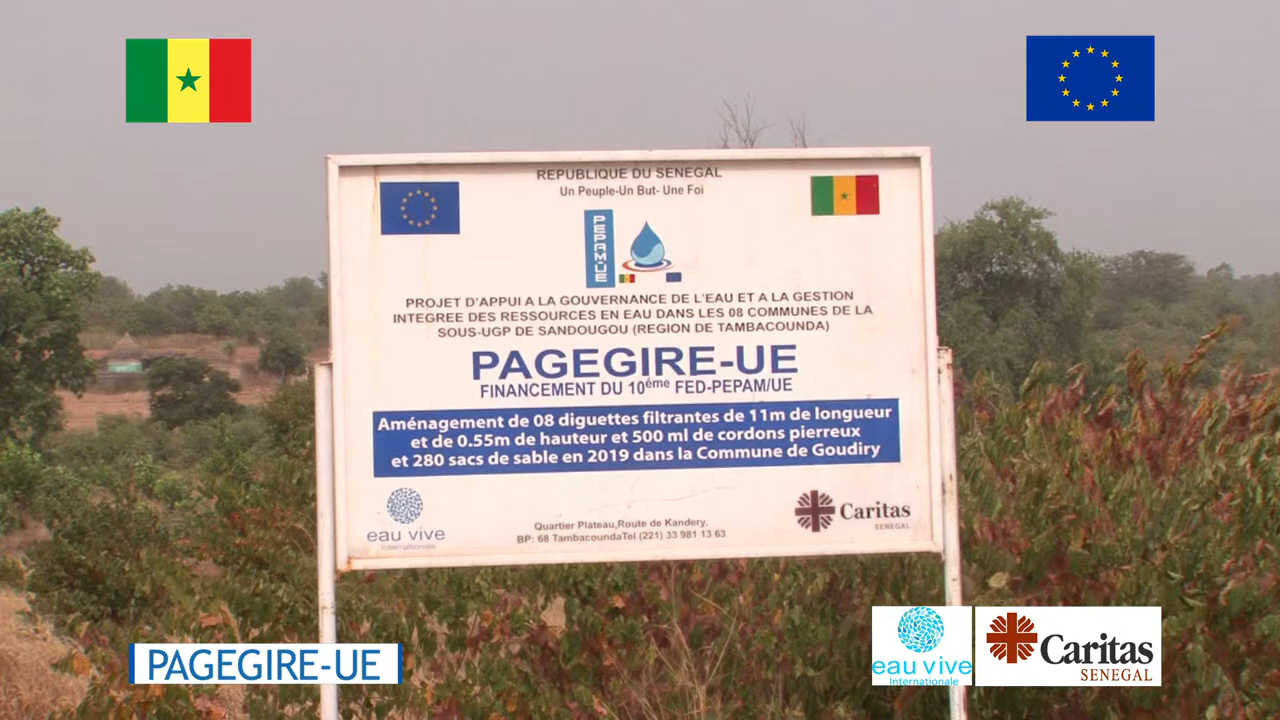 REPUBLIQUE DU SENEGAL
Un Peuple-Un But- Une Foi
PEPAM-UE
PROJET D'APPUI A LA GOUVERNANCE DE L'EAU ET A LA GESTION
INTEGREE DES RESSOURCES EN EAU DANS LES 08 COMMUNES DE LA
SOUS-UGP DE SANDOUGOU (REGION DE TAMBACOUNDA)
PAGEGIRE-UE
FINANCEMENT DU 10éme FED-PEPAM/UE
Aménagement de 08 diguettes filtrantes de 11m de longueur
et de 0.55m de hauteur et 500 ml de cordons pierreux
et 280 sacs de sable en 2019 dans la Commune de Goudiry
eau vive
Internationale
Quartier Plateau,Route de Kandery,
BP: 68 TambacoundaTel (221) 33 981 13 63
Caritas
SENEGAL
PAGEGIRE-UE
eau vive
Internationale
Caritas
SENEGAL